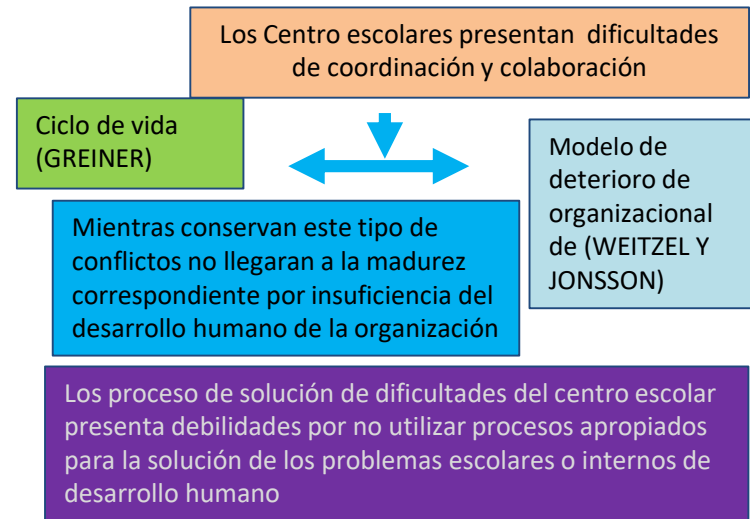 Los Centro escolares presentan dificultades
de coordinación y colaboración
Ciclo de vida
(GREINER)
Modelo de
deterioro de
organizacional
de (WEITZEL Y
JONSSON)
Mientras conservan este tipo de
conflictos no llegaran a la madurez
correspondiente por insuficiencia del
desarrollo humano de la organización
Los proceso de solución de dificultades del centro escolar
presenta debilidades por no utilizar procesos apropiados
para la solución de los problemas escolares o internos de
desarrollo humano